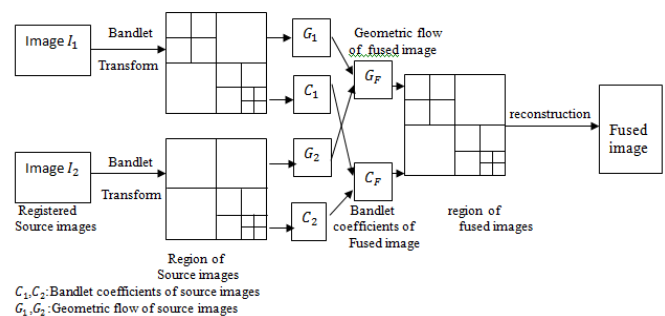 Image I₁
Bandlet
Transform
G₁
C₁
Geometric flow
of fused image
G_F
reconstruction
Fused
image
Image I₂
Bandlet
Transform
G₂
C₂
C_F
Registered
Source images
Region of
Source images
Bandlet
coefficients of
Fused image
region of
fused images
C₁,C₂:Bandlet coefficients of source images
G₁,G₂:Geometric flow of source images